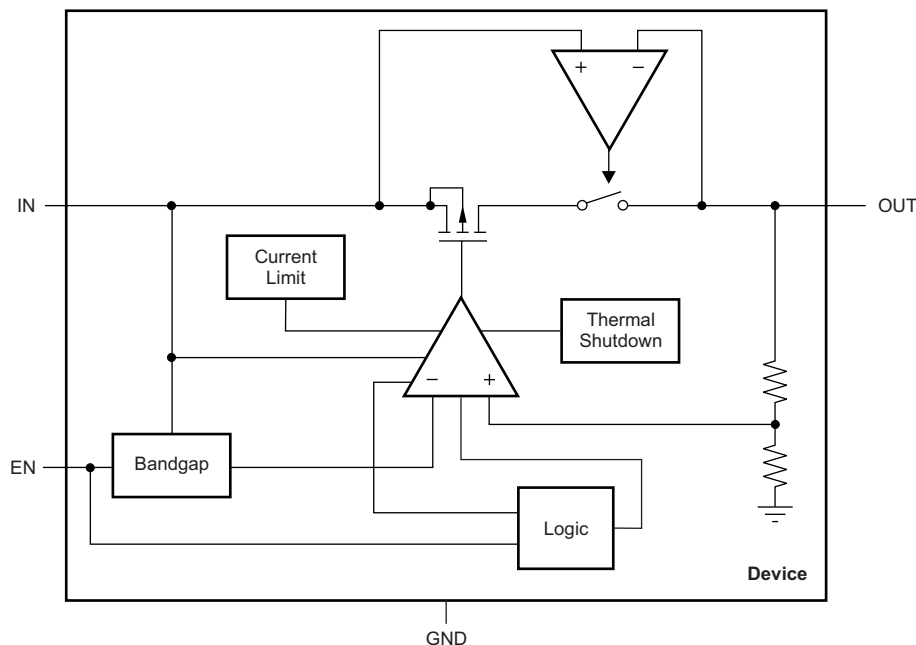 + −
IN
OUT
Current
Limit
Thermal
Shutdown
− +
EN
Bandgap
Logic
Device
GND